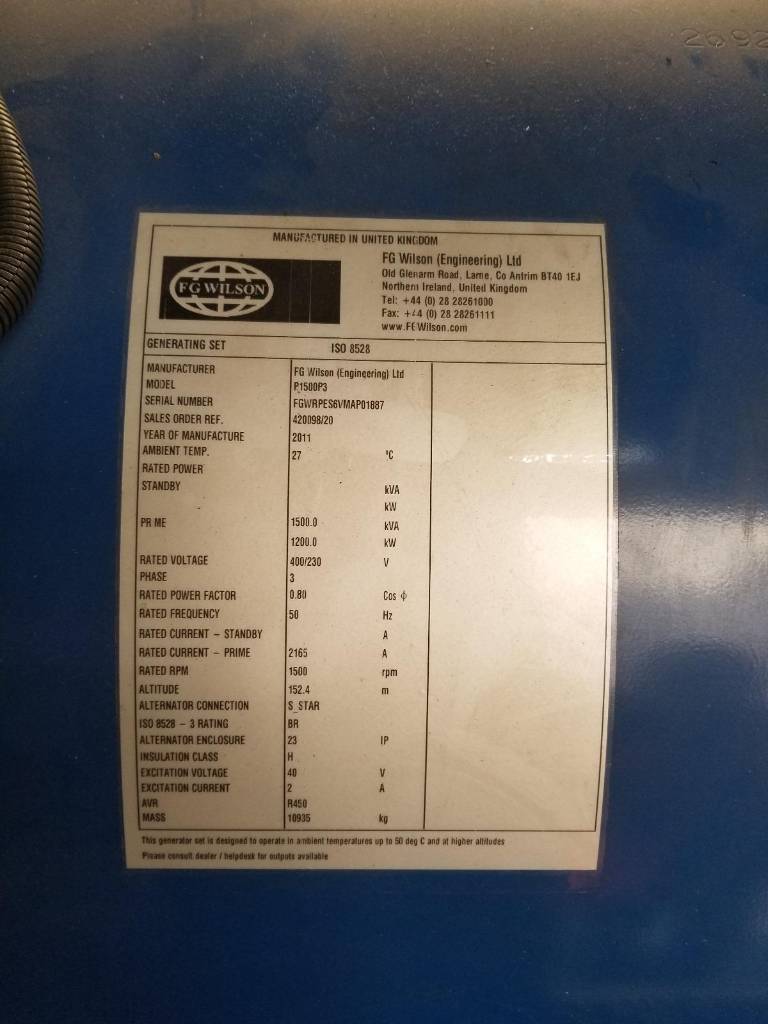 2692
MANUFACTURED IN UNITED KINGDOM
FG WILSON
FG Wilson (Engineering) Ltd
Old Glenarm Road, Larne, Co Antrim BT40 1EJ
Northern Ireland, United Kingdom
Tel: +44 (0) 28 28261000
Fax: +44 (0) 28 28261111
www.FGWilson.com
GENERATING SET ISO 8528
MANUFACTURER FG Wilson (Engineering) Ltd
MODEL P1500P3
SERIAL NUMBER FGWRPES6VMAP01887
SALES ORDER REF. 420098/20
YEAR OF MANUFACTURE 2011
AMBIENT TEMP. 27 °C
RATED POWER
STANDBY kVA
kW
PRIME 1500.0 kVA
1200.0 kW
RATED VOLTAGE 400/230 V
PHASE 3
RATED POWER FACTOR 0.80 Cos ϕ
RATED FREQUENCY 50 Hz
RATED CURRENT – STANDBY A
RATED CURRENT – PRIME 2165 A
RATED RPM 1500 rpm
ALTITUDE 152.4 m
ALTERNATOR CONNECTION S_STAR
ISO 8528 – 3 RATING BR
ALTERNATOR ENCLOSURE 23 IP
INSULATION CLASS H
EXCITATION VOLTAGE 40 V
EXCITATION CURRENT 2 A
AVR R450
MASS 10935 kg
This generator set is designed to operate in ambient temperatures up to 50 deg C and at higher altitudes
Please consult dealer / helpdesk for outputs available